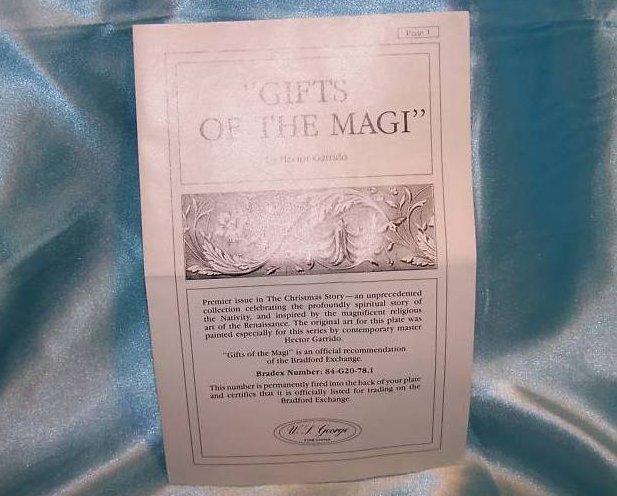 Page 1
"GIFTS
OF THE MAGI"
by Hector Garrido
Premier issue in The Christmas Story—an unprecedented
collection celebrating the profoundly spiritual story of
the Nativity, and inspired by the magnificent religious
art of the Renaissance. The original art for this plate was
painted especially for this series by contemporary master
Hector Garrido.
"Gifts of the Magi" is an official recommendation
of the Bradford Exchange.
Bradex Number: 84-G20-78.1
This number is permanently fired into the back of your plate
and certifies that it is officially listed for trading on the
Bradford Exchange.
W. S. George
FINE CHINA